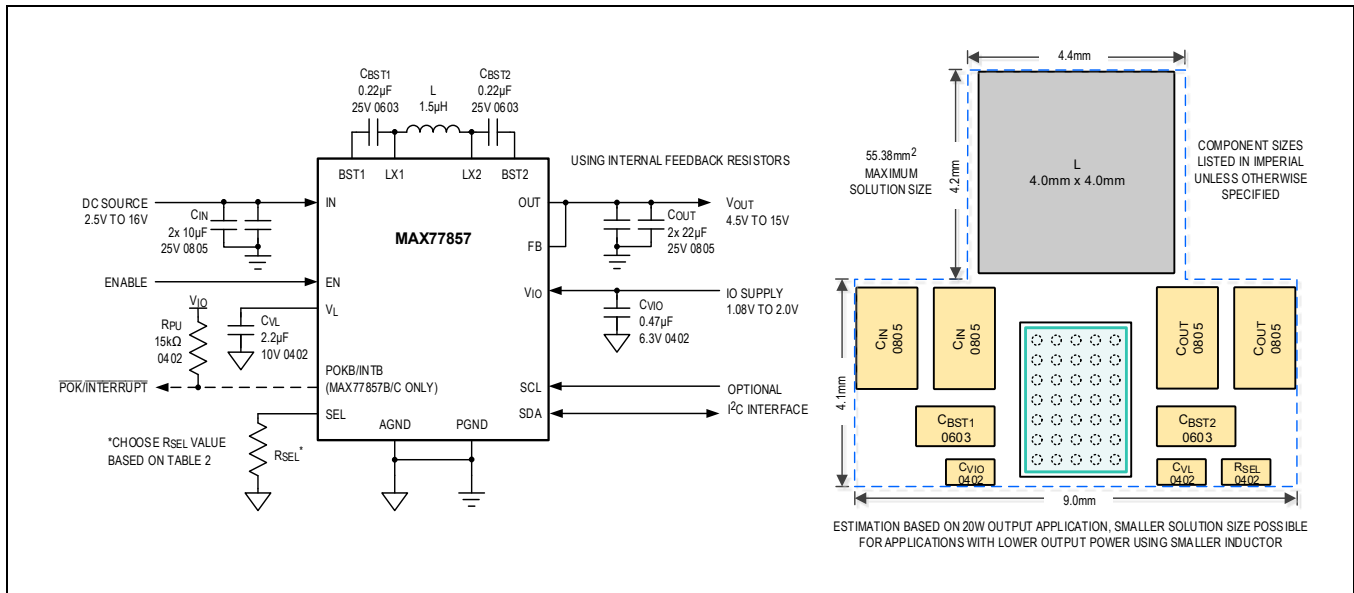 CBST1
0.22µF
25V 0603
L
1.5µH
CBST2
0.22µF
25V 0603
USING INTERNAL FEEDBACK RESISTORS
BST1
LX1
LX2
BST2
DC SOURCE
2.5V TO 16V
CIN
2x 10µF
25V 0805
IN
MAX77857
OUT
FB
VOUT
4.5V TO 15V
COUT
2x 22µF
25V 0805
ENABLE
EN
VIO
IO SUPPLY
1.08V TO 2.0V
CVIO
0.47µF
6.3V 0402
VL
CVL
2.2µF
10V 0402
VIO
RPU
15kΩ
0402
POK/INTERRUPT
POKB/INTB
(MAX77857B/C ONLY)
SCL
SDA
OPTIONAL
I²C INTERFACE
SEL
AGND
PGND
*CHOOSE RSEL VALUE
BASED ON TABLE 2
RSEL*
4.4mm
55.38mm²
MAXIMUM
SOLUTION SIZE
4.2mm
L
4.0mm x 4.0mm
COMPONENT SIZES
LISTED IN IMPERIAL
UNLESS OTHERWISE
SPECIFIED
4.1mm
CIN
0805
CIN
0805
COUT
0805
COUT
0805
CBST1
0603
CBST2
0603
CVIO
0402
CVL
0402
RSEL
0402
9.0mm
ESTIMATION BASED ON 20W OUTPUT APPLICATION, SMALLER SOLUTION SIZE POSSIBLE
FOR APPLICATIONS WITH LOWER OUTPUT POWER USING SMALLER INDUCTOR